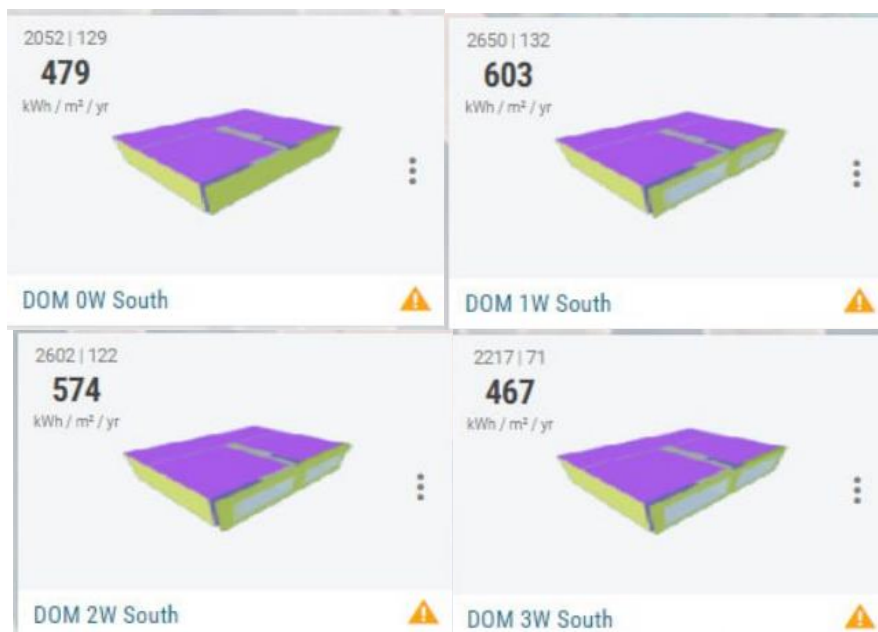 2052 | 129
479
kWh / m² / yr
DOM 0W South
2650 | 132
603
kWh / m² / yr
DOM 1W South
2602 | 122
574
kWh / m² / yr
DOM 2W South
2217 | 71
467
kWh / m² / yr
DOM 3W South